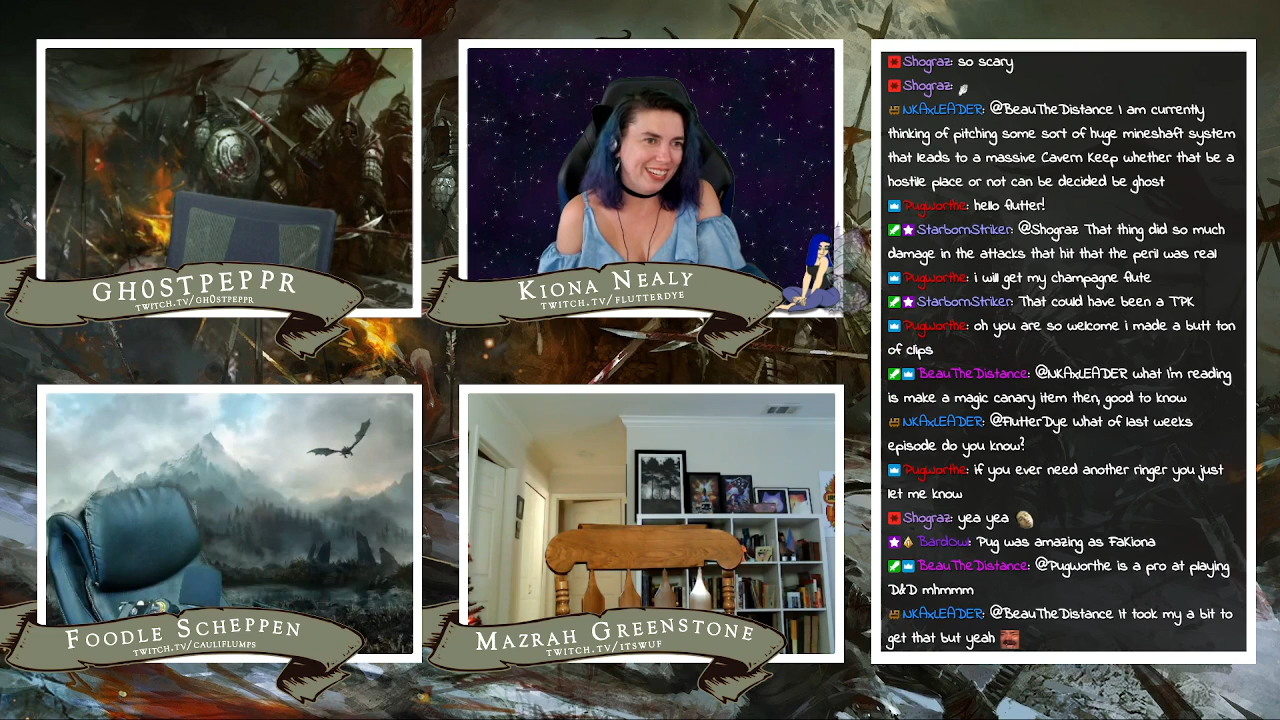 GH0STPEPPR
TWITCH.TV/GH0STPEPPR
KIONA NEALY
TWITCH.TV/FLUTTERDYE
FOODLE SCHEPPEN
TWITCH.TV/CAULIFLUMPS
MAZRAH GREENSTONE
TWITCH.TV/ITSWUF
Shograz: so scary
Shograz:
NKAxLEADER: @BeauTheDistance I am currently
thinking of pitching some sort of huge mineshaft system
that leads to a massive Cavern keep whether that be a
hostile place or not can be decided be ghost
Pugworthe: hello flutter!
StarbornStriker: @Shograz That thing did so much
damage in the attacks that hit that the peril was real
Pugworthe: i will get my champagne flute
StarbornStriker: That could have been a TPK
Pugworthe: oh you are so welcome i made a butt ton
of clips
BeauTheDistance: @NKAxLEADER what I'm reading
is make a magic canary item then, good to know
NKAxLEADER: @FlutterDye what of last weeks
episode do you know?
Pugworthe: if you ever need another ringer you just
let me know
Shograz: yea yea
Bardow: Pug was amazing as FaKiona
BeauTheDistance: @Pugworthe is a pro at playing
D&D mhmmm
NKAxLEADER: @BeauTheDistance It took my a bit to
get that but yeah